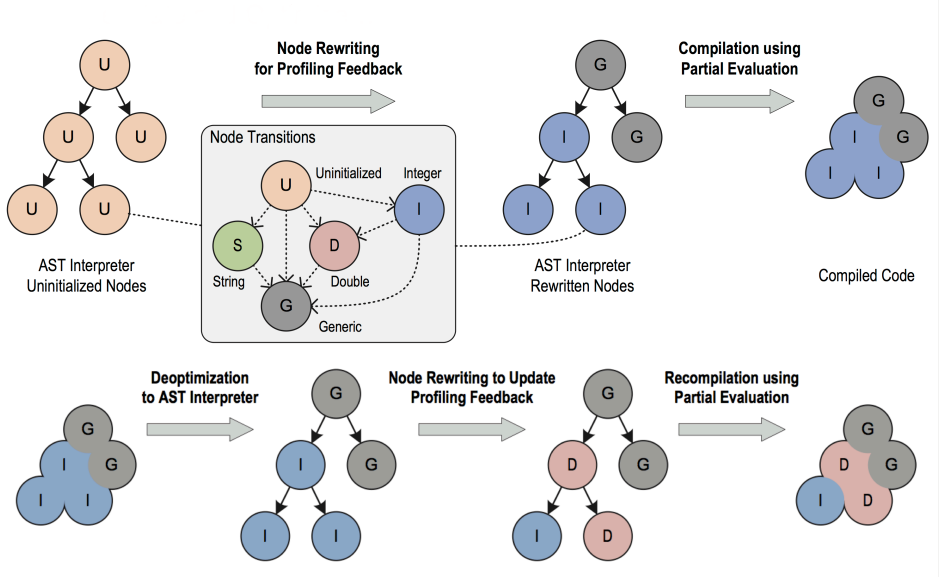 Node Rewriting
for Profiling Feedback
Compilation using
Partial Evaluation
U
U
U
U
U
AST Interpreter
Uninitialized Nodes
Node Transitions
U
Uninitialized
Integer
I
S
D
String
Double
G
Generic
G
I
G
I
I
AST Interpreter
Rewritten Nodes
G
I
G
I
I
Compiled Code
Deoptimization
to AST Interpreter
Node Rewriting to Update
Profiling Feedback
Recompilation using
Partial Evaluation
G
I
G
I
I
G
I
G
I
I
G
D
G
I
D
G
D
G
I
D